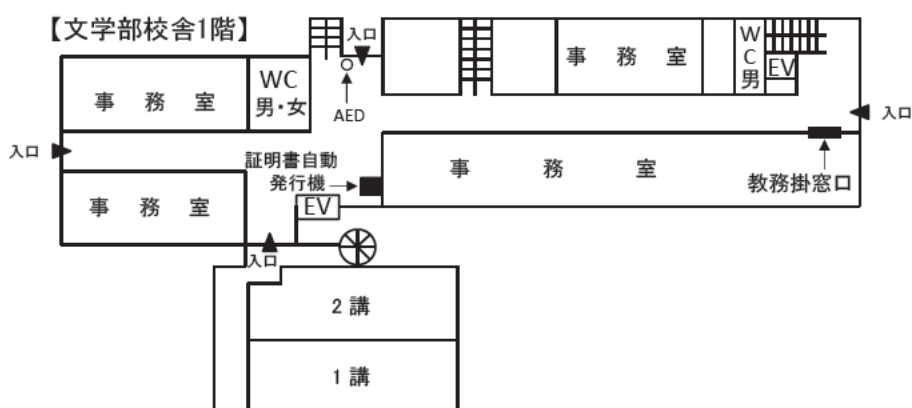 【文学部校舎1階】
入口
事務室
WC
男・女
AED
事務室
WC男
EV
入口
入口
証明書自動
発行機
事務室
教務掛窓口
事務室
EV
入口
2講
1講